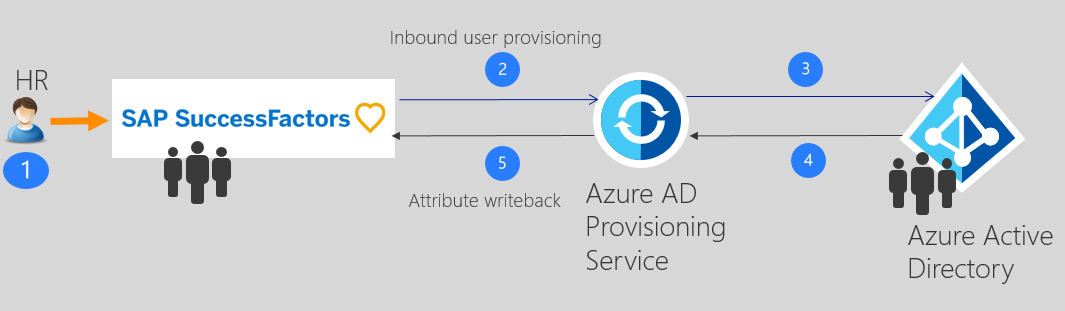 Inbound user provisioning
2
3
HR
SAP SuccessFactors
1
5
4
Attribute writeback
Azure AD
Provisioning
Service
Azure Active
Directory